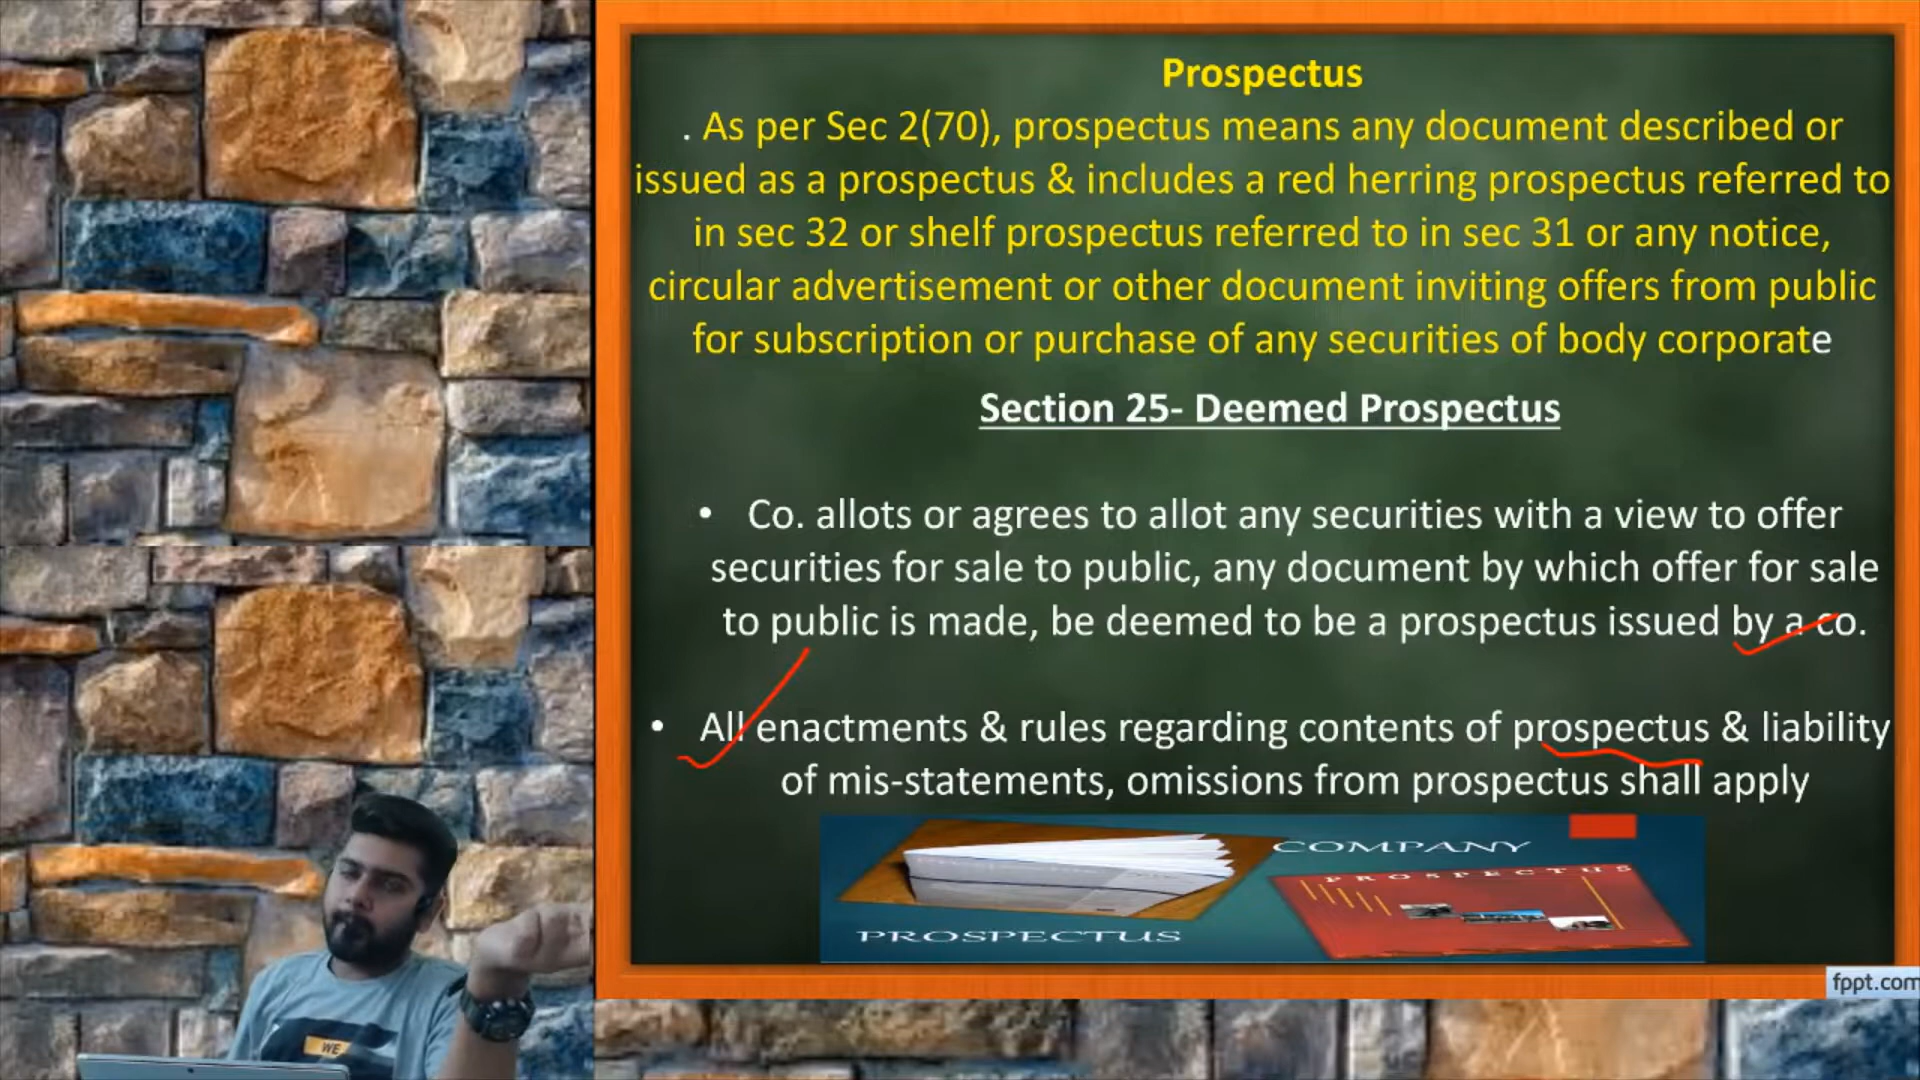 Prospectus
. As per Sec 2(70), prospectus means any document described or
issued as a prospectus & includes a red herring prospectus referred to
in sec 32 or shelf prospectus referred to in sec 31 or any notice,
circular advertisement or other document inviting offers from public
for subscription or purchase of any securities of body corporate
Section 25- Deemed Prospectus
• Co. allots or agrees to allot any securities with a view to offer
securities for sale to public, any document by which offer for sale
to public is made, be deemed to be a prospectus issued by a co.
• All enactments & rules regarding contents of prospectus & liability
of mis-statements, omissions from prospectus shall apply
COMPANY
PROSPECTUS
PROSPECTUS
fppt.com
WE